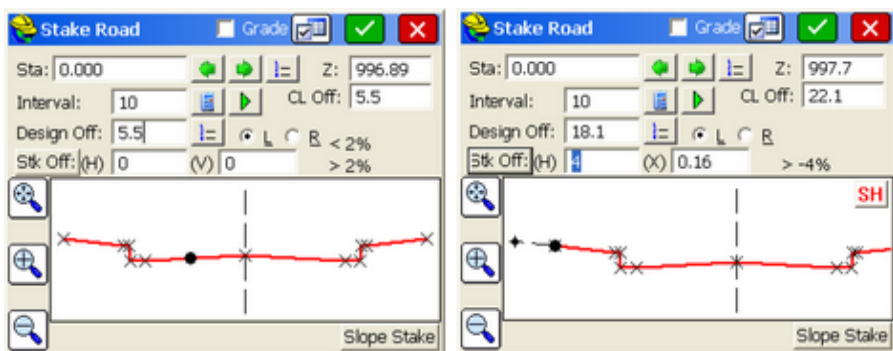 Stake Road Grade
Sta: 0.000 Z: 996.89
Interval: 10 CL Off: 5.5
Design Off: 5.5 L R < 2%
Stk Off: (H) 0 (V) 0 > 2%
Slope Stake
Stake Road Grade
Sta: 0.000 Z: 997.7
Interval: 10 CL Off: 22.1
Design Off: 18.1 L R
Stk Off: (H) 4 (X) 0.16 > -4%
SH
Slope Stake